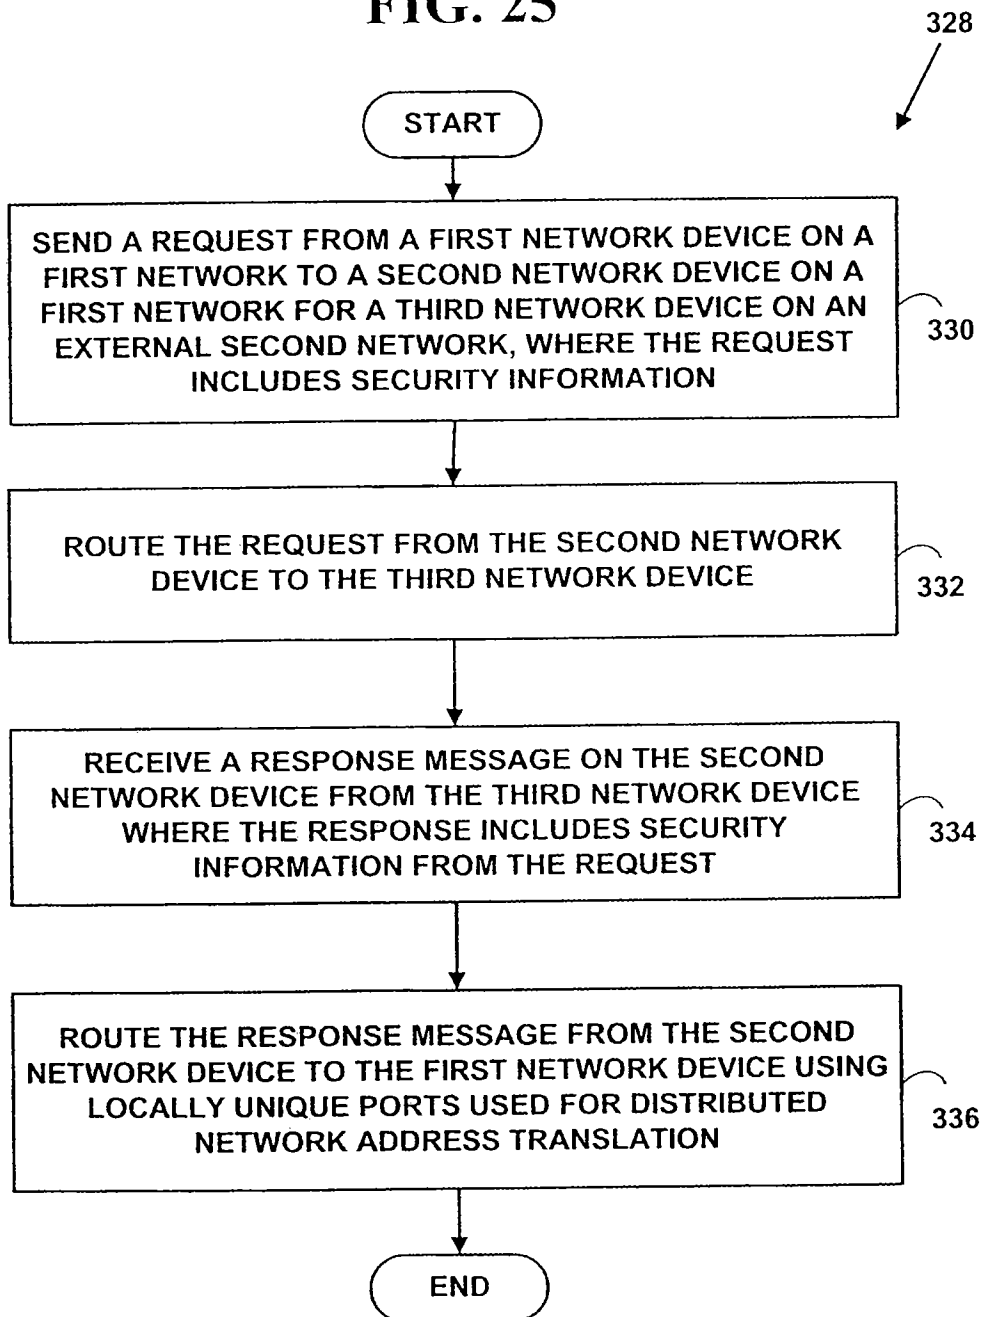 FIG. 25
328
START
SEND A REQUEST FROM A FIRST NETWORK DEVICE ON A
FIRST NETWORK TO A SECOND NETWORK DEVICE ON A
FIRST NETWORK FOR A THIRD NETWORK DEVICE ON AN
EXTERNAL SECOND NETWORK, WHERE THE REQUEST
INCLUDES SECURITY INFORMATION
330
ROUTE THE REQUEST FROM THE SECOND NETWORK
DEVICE TO THE THIRD NETWORK DEVICE
332
RECEIVE A RESPONSE MESSAGE ON THE SECOND
NETWORK DEVICE FROM THE THIRD NETWORK DEVICE
WHERE THE RESPONSE INCLUDES SECURITY
INFORMATION FROM THE REQUEST
334
ROUTE THE RESPONSE MESSAGE FROM THE SECOND
NETWORK DEVICE TO THE FIRST NETWORK DEVICE USING
LOCALLY UNIQUE PORTS USED FOR DISTRIBUTED
NETWORK ADDRESS TRANSLATION
336
END